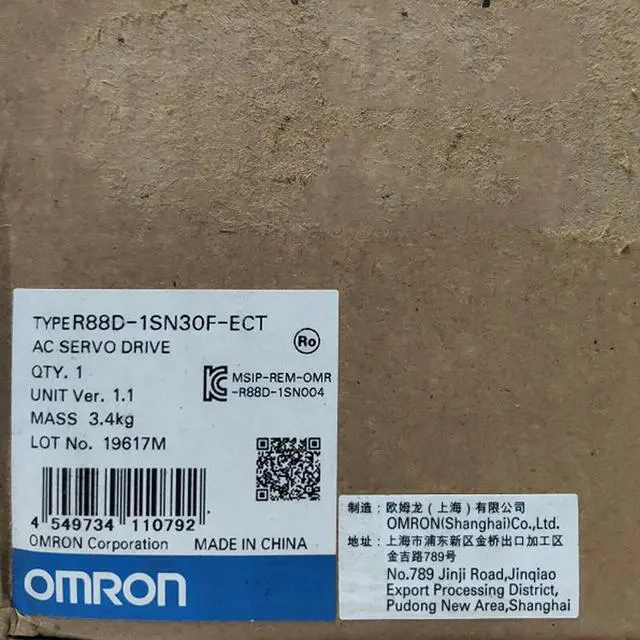 TYPE R88D-1SN30F-ECT
AC SERVO DRIVE
Ro
QTY. 1
UNIT Ver. 1.1
MSIP-REM-OMR
-R88D-1SN004
MASS 3.4kg
LOT No. 19617M
4 549734 110792
OMRON Corporation MADE IN CHINA
OMRON
制造：欧姆龙（上海）有限公司
OMRON(Shanghai)Co.,Ltd.
地址：上海市浦东新区金桥出口加工区
金吉路789号
No.789 Jinji Road,Jinqiao
Export Processing District,
Pudong New Area,Shanghai